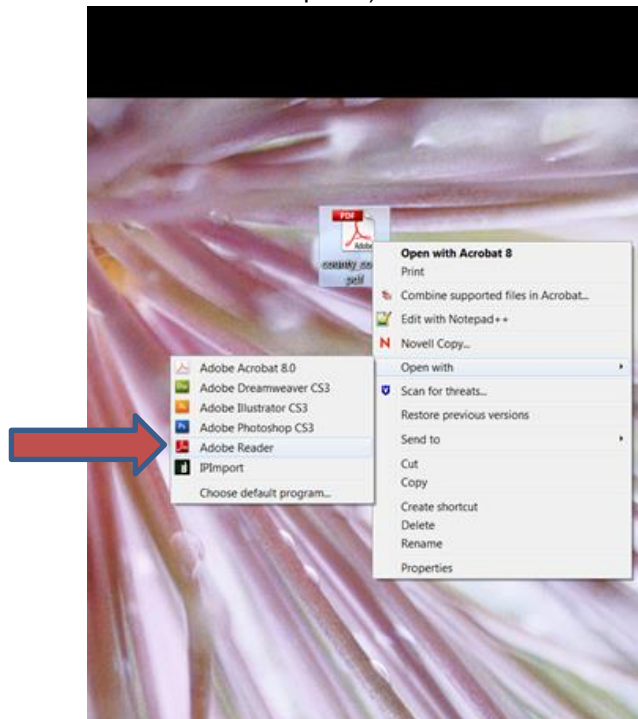 PDF
Adobe
pdf
Open with Acrobat 8
Print
Combine supported files in Acrobat...
Edit with Notepad++
Novell Copy...
Open with
Scan for threats...
Restore previous versions
Send to
Cut
Copy
Create shortcut
Delete
Rename
Properties
Adobe Acrobat 8.0
Adobe Dreamweaver CS3
Adobe Illustrator CS3
Adobe Photoshop CS3
Adobe Reader
IPImport
Choose default program...